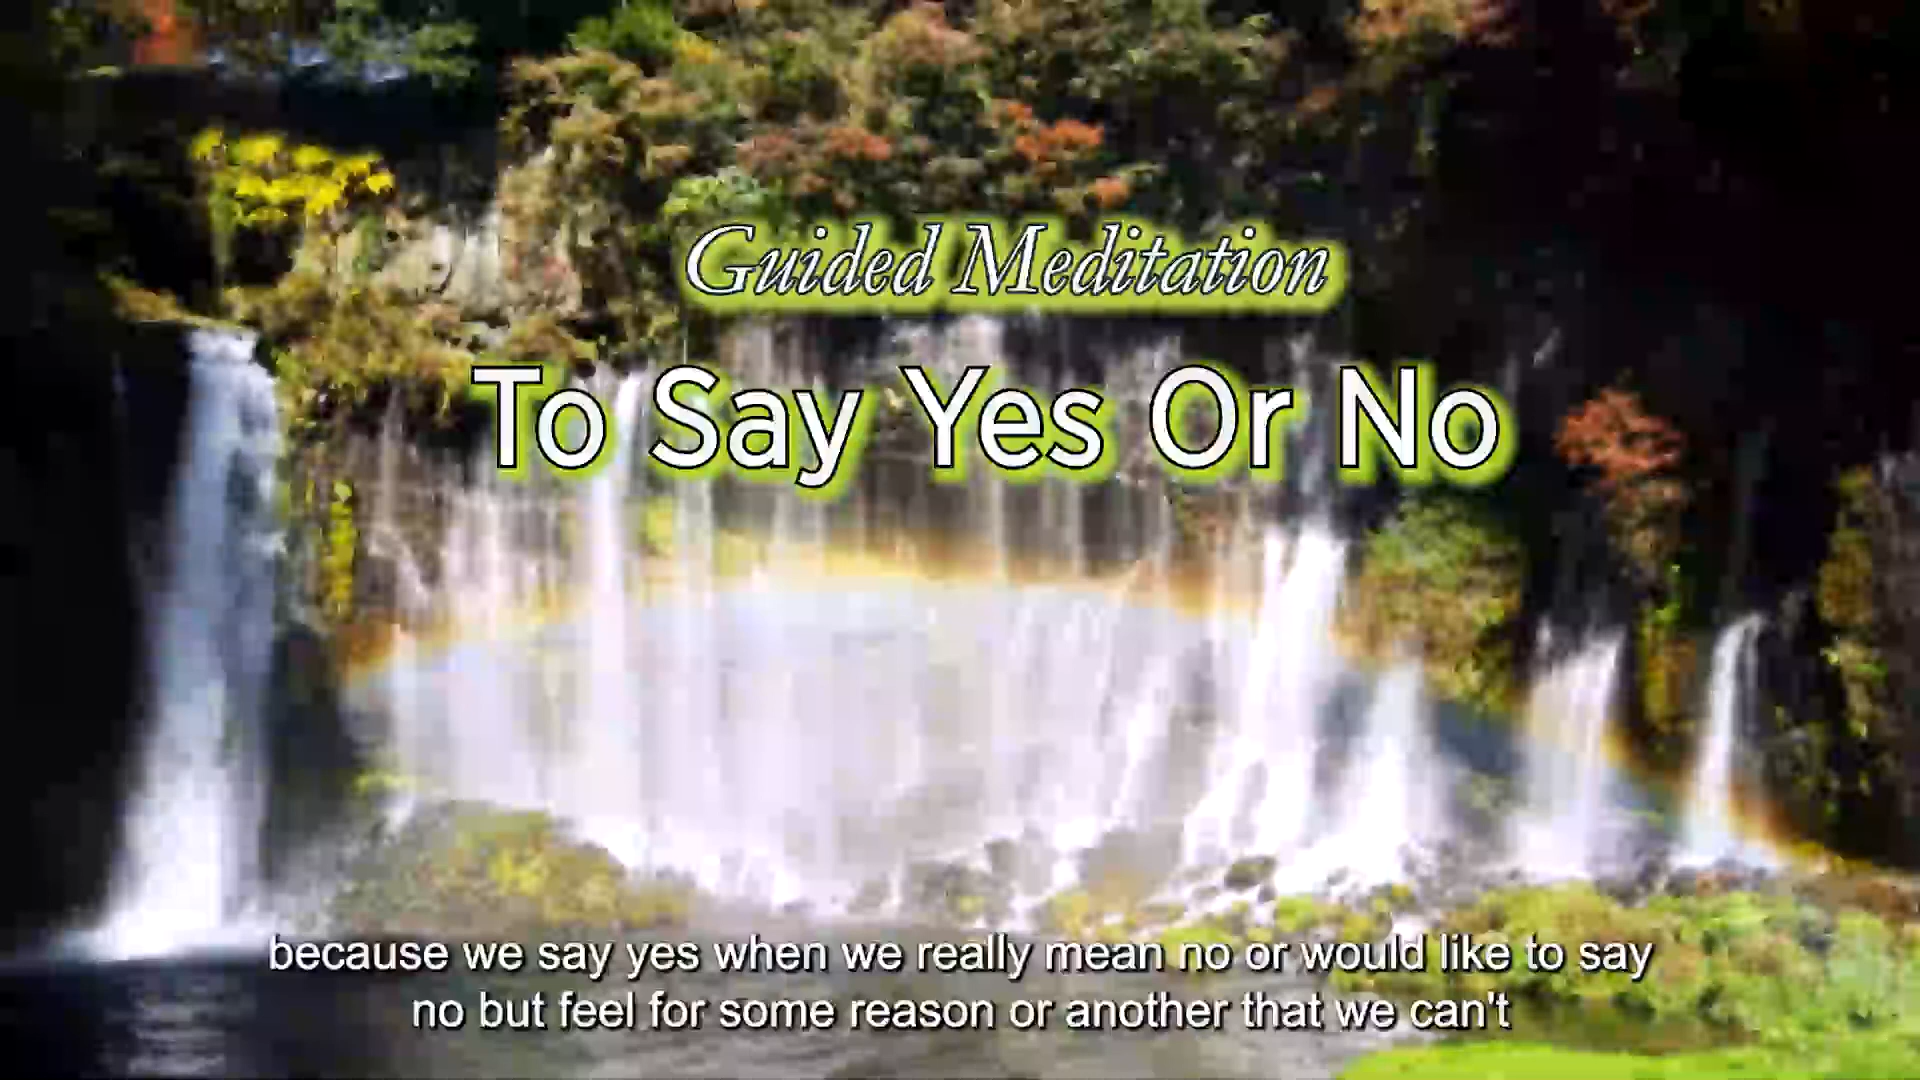 Guided Meditation
To Say Yes Or No
because we say yes when we really mean no or would like to say
no but feel for some reason or another that we can't